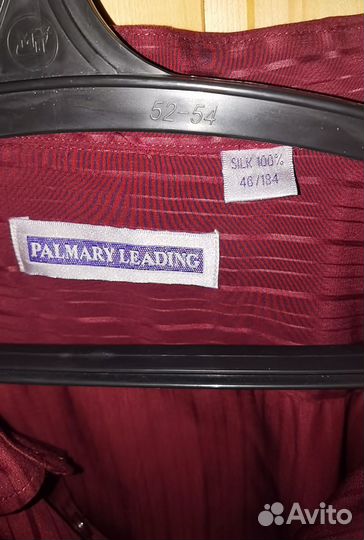 52-54
SILK 100%
46/184
PALMARY LEADING
Avito